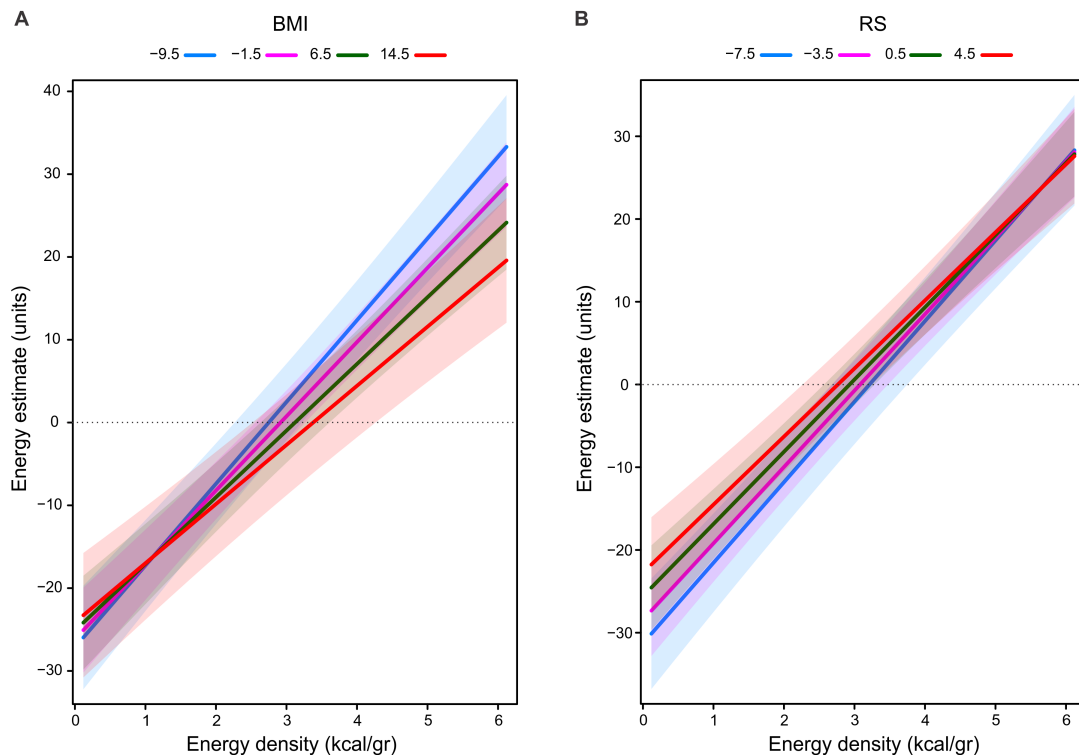 A
BMI
−9.5 −1.5 6.5 14.5
40
30
20
10
0
−10
−20
−30
Energy estimate (units)
0 1 2 3 4 5 6
Energy density (kcal/gr)
B
RS
−7.5 −3.5 0.5 4.5
30
20
10
0
−10
−20
−30
Energy estimate (units)
0 1 2 3 4 5 6
Energy density (kcal/gr)